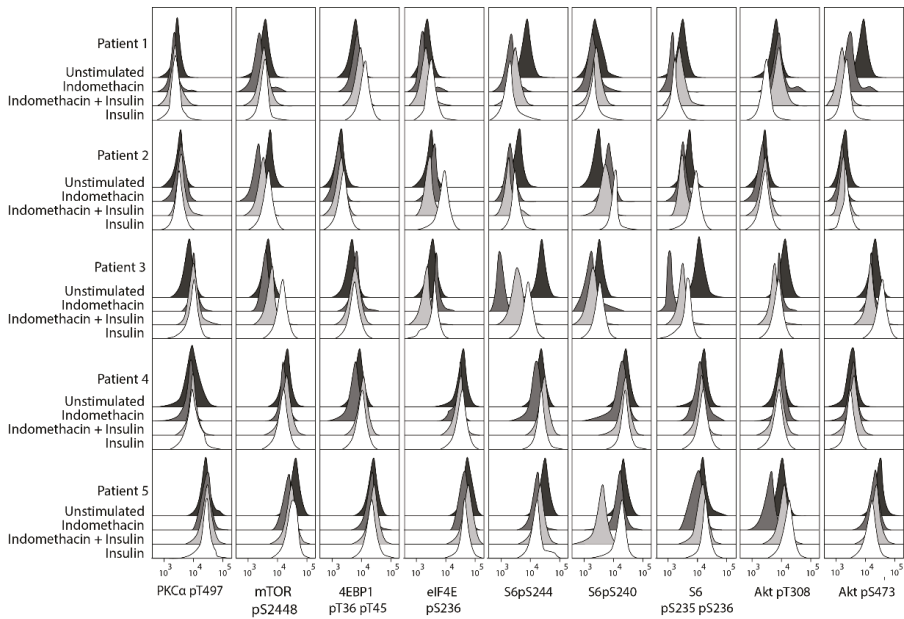 Patient 1
Unstimulated
Indomethacin
Indomethacin + Insulin
Insulin
Patient 2
Unstimulated
Indomethacin
Indomethacin + Insulin
Insulin
Patient 3
Unstimulated
Indomethacin
Indomethacin + Insulin
Insulin
Patient 4
Unstimulated
Indomethacin
Indomethacin + Insulin
Insulin
Patient 5
Unstimulated
Indomethacin
Indomethacin + Insulin
Insulin
10³ 10⁴ 10⁵ 10³ 10⁴ 10⁵ 10³ 10⁴ 10⁵ 10³ 10⁴ 10⁵ 10³ 10⁴ 10⁵ 10³ 10⁴ 10⁵ 10³ 10⁴ 10⁵ 10³ 10⁴ 10⁵ 10³ 10⁴ 10⁵
PKCα pT497 mTOR 4EBP1 eIF4E S6pS244 S6pS240 S6 Akt pT308 Akt pS473
pS2448 pT36 pT45 pS236 pS235 pS236